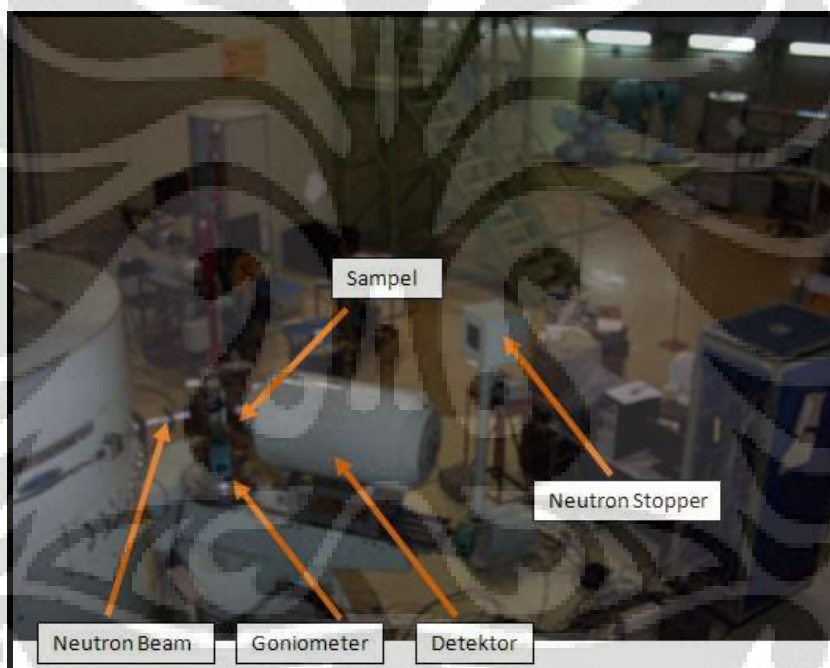 Sampel
Neutron Stopper
Neutron Beam
Goniometer
Detektor